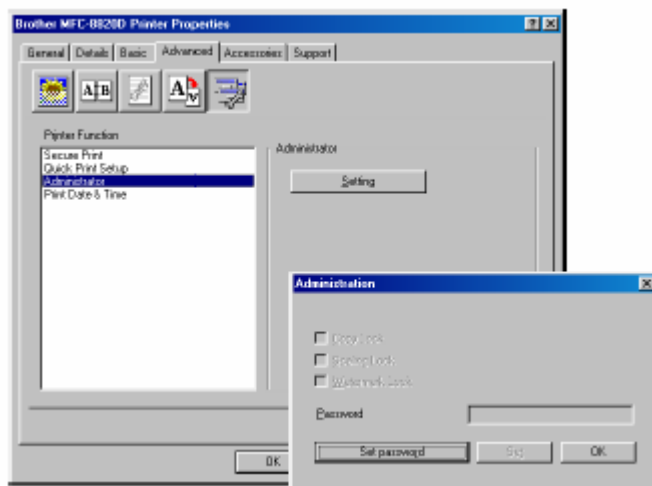 Brother MFC-8820D Printer Properties
General Details Basic Advanced Accessories Support
A B
A
Printer Function
Secure Print
Quick Print Setup
Administrator
Print Date & Time
Administrator
Setting
Administration
Copy Lock
Scaling Lock
Watermark Lock
Password
Set password Set OK
OK